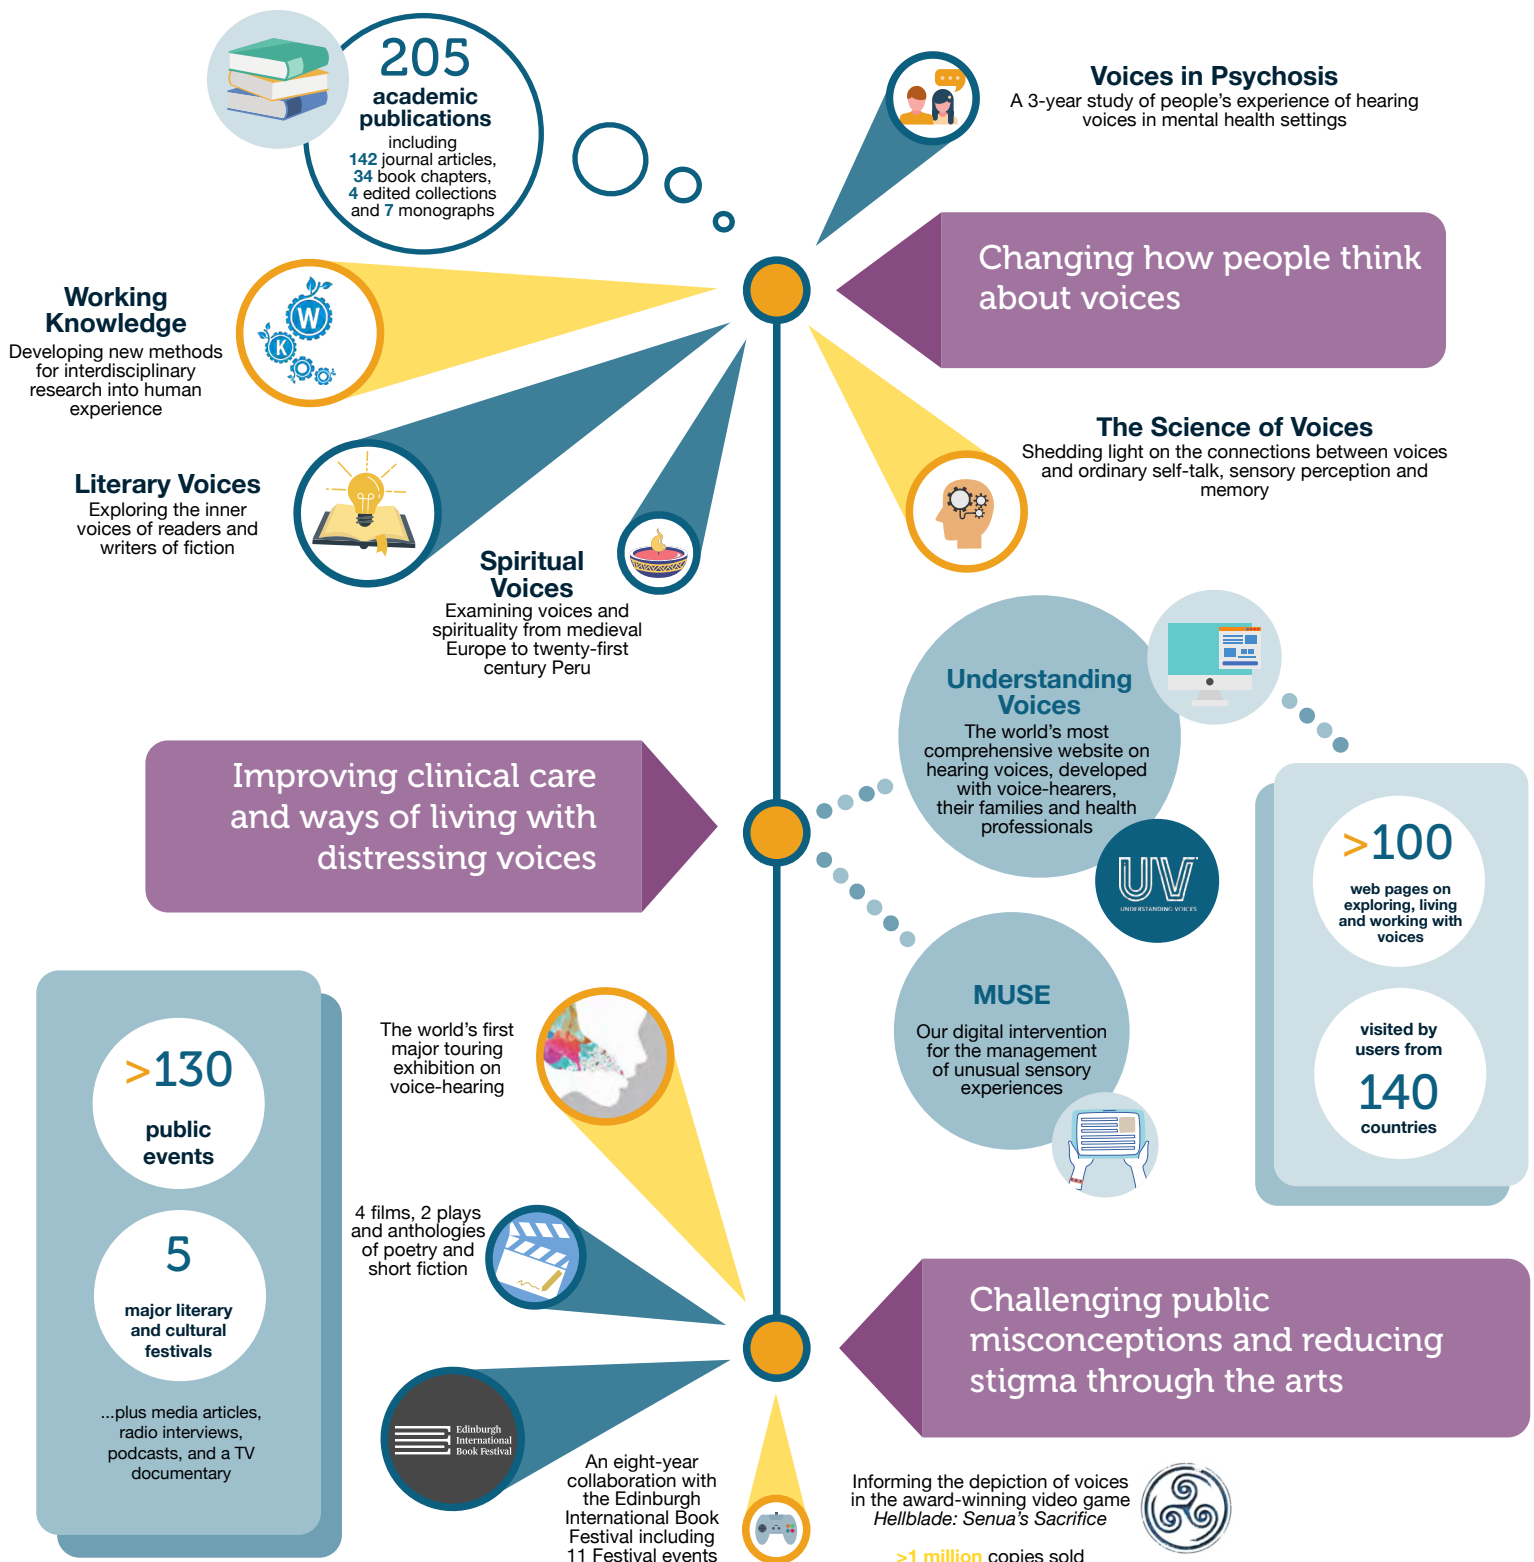 205
academic
publications
including
142 journal articles,
34 book chapters,
4 edited collections
and 7 monographs
Voices in Psychosis
A 3-year study of people's experience of hearing
voices in mental health settings
Changing how people think
about voices
Working
Knowledge
Developing new methods
for interdisciplinary
research into human
experience
W
K
Literary Voices
Exploring the inner
voices of readers and
writers of fiction
Spiritual
Voices
Examining voices and
spirituality from medieval
Europe to twenty-first
century Peru
The Science of Voices
Shedding light on the connections between voices
and ordinary self-talk, sensory perception and
memory
Improving clinical care
and ways of living with
distressing voices
Understanding
Voices
The world's most
comprehensive website on
hearing voices, developed
with voice-hearers,
their families and health
professionals
UV
UNDERSTANDING VOICES
>100
web pages on
exploring, living
and working with
voices
visited by
users from
140
countries
MUSE
Our digital intervention
for the management
of unusual sensory
experiences
>130
public
events
5
major literary
and cultural
festivals
...plus media articles,
radio interviews,
podcasts, and a TV
documentary
The world's first
major touring
exhibition on
voice-hearing
4 films, 2 plays
and anthologies
of poetry and
short fiction
Challenging public
misconceptions and reducing
stigma through the arts
Edinburgh
International
Book Festival
An eight-year
collaboration with
the Edinburgh
International Book
Festival including
11 Festival events
Informing the depiction of voices
in the award-winning video game
Hellblade: Senua's Sacrifice
>1 million copies sold